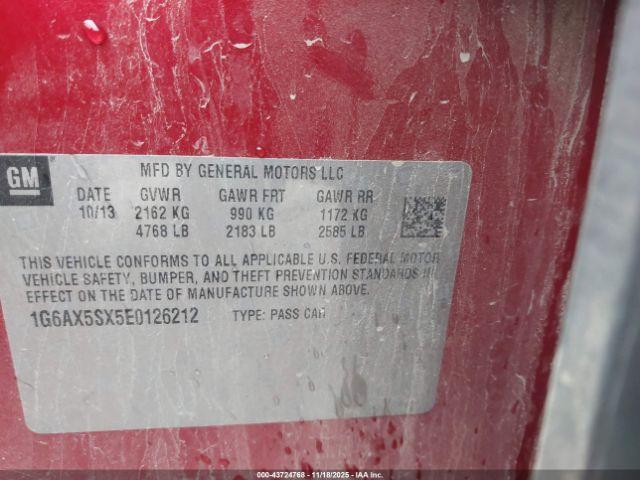 GM
MFD BY GENERAL MOTORS LLC
DATE GVWR GAWR FRT GAWR RR
10/13 2162 KG 990 KG 1172 KG
4768 LB 2183 LB 2585 LB
THIS VEHICLE CONFORMS TO ALL APPLICABLE U.S. FEDERAL MOTOR
VEHICLE SAFETY, BUMPER, AND THEFT PREVENTION STANDARDS IN
EFFECT ON THE DATE OF MANUFACTURE SHOWN ABOVE.
1G6AX5SX5E0126212 TYPE: PASS CAR
000-43724768 - 11/18/2025 - IAAI.com